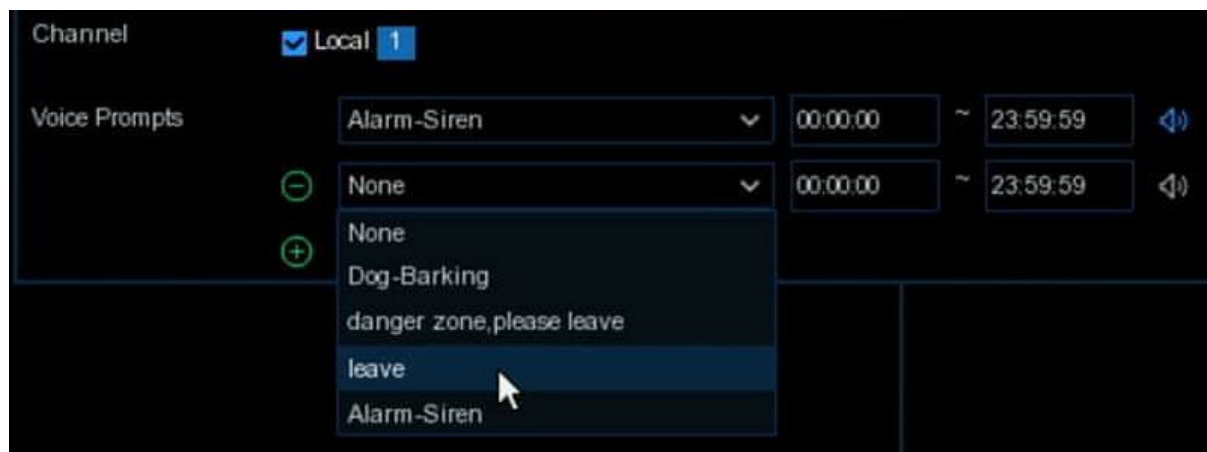 Channel Local 1
Voice Prompts Alarm-Siren 00:00:00 ~ 23:59:59
None 00:00:00 ~ 23:59:59
None
Dog-Barking
danger zone,please leave
leave
Alarm-Siren